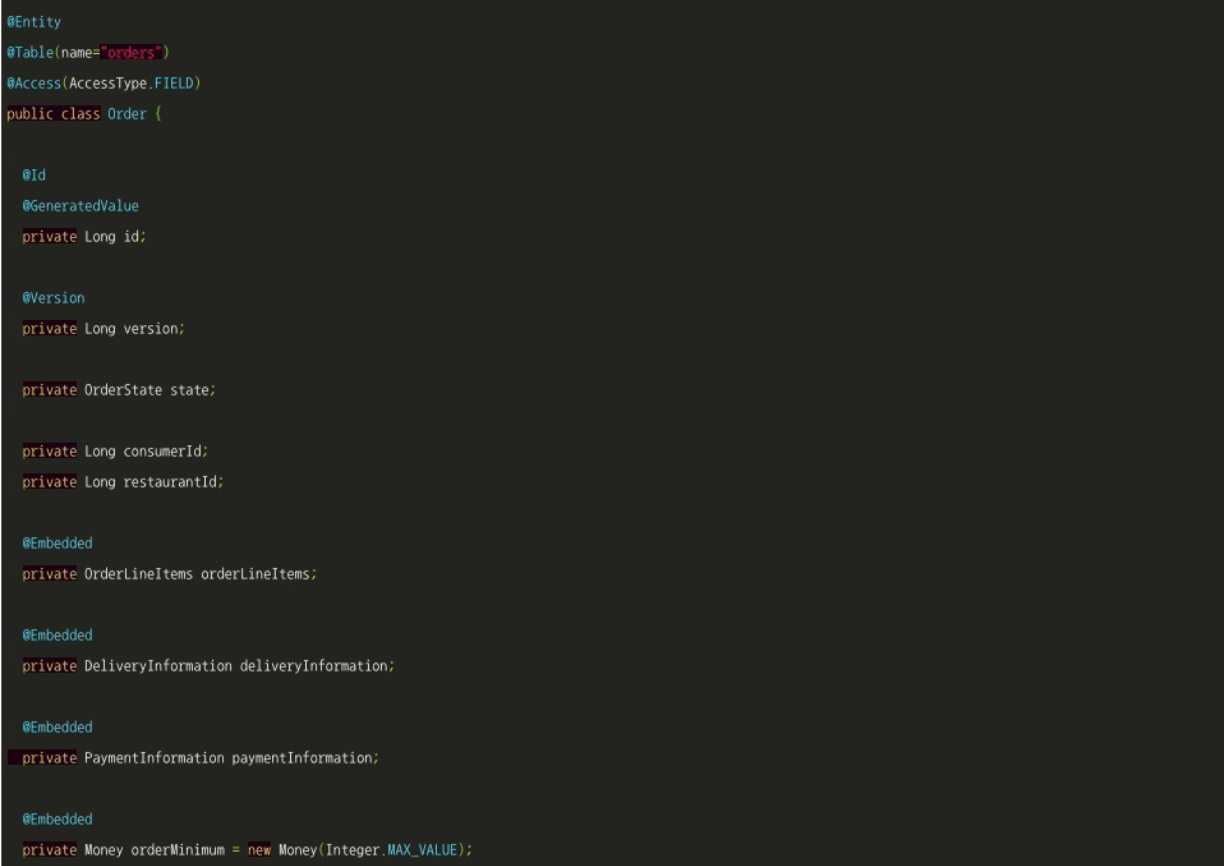 @Entity
@Table(name="orders")
@Access(AccessType.FIELD)
public class Order {
@Id
@GeneratedValue
private Long id;
@Version
private Long version;
private OrderState state;
private Long consumerId;
private Long restaurantId;
@Embedded
private OrderLineItems orderLineItems;
@Embedded
private DeliveryInformation deliveryInformation;
@Embedded
private PaymentInformation paymentInformation;
@Embedded
private Money orderMinimum = new Money(Integer.MAX_VALUE);